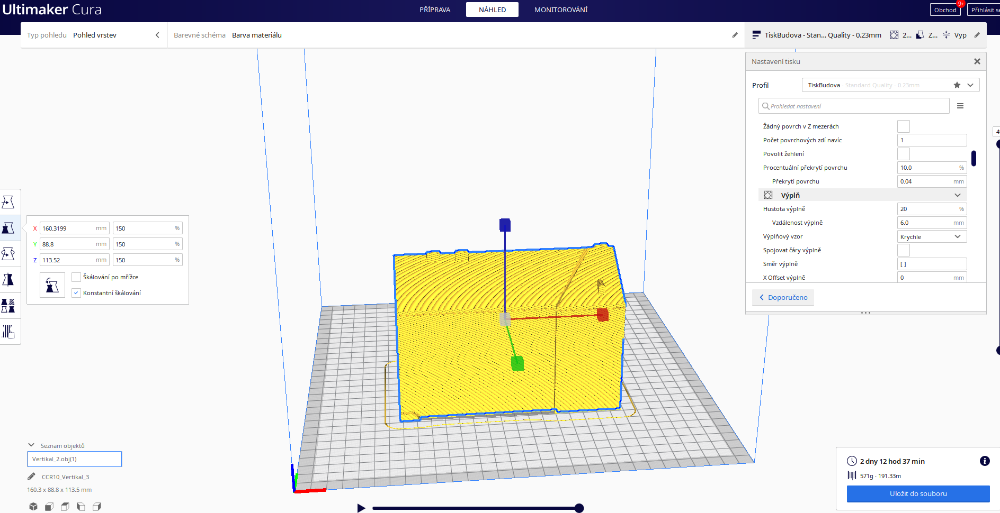 Ultimaker Cura
PŘÍPRAVA
NÁHLED
MONITOROVÁNÍ
Obchod
9+
Přihlásit se
Typ pohledu Pohled vrstev
Barevné schéma Barva materiálu
TiskBudova - Stan... Quality - 0.23mm 2... Z... Vyp
Nastavení tisku
Profil TiskBudova - Standard Quality - 0.23mm
Prohledat nastavení
Žádný povrch v Z mezerách
Počet povrchových zdí navíc 1
Povolit žehlení
Procentuální překrytí povrchu 10.0 %
Překrytí povrchu 0.04 mm
Výplň
Hustota výplně 20 %
Vzdálenost výplně 6.0 mm
Výplňový vzor Krychle
Spojovat čáry výplně
Směr výplně [ ]
X Offset výplně 0 mm
Doporučeno
X 160.3199 mm 150 %
Y 88.8 mm 150 %
Z 113.52 mm 150 %
Škálování po mřížce
Konstantní škálování
Seznam objektů
Vertikal_2.obj(1)
CCR10_Vertikal_3
160.3 x 88.8 x 113.5 mm
2 dny 12 hod 37 min
571g · 191.33m
Uložit do souboru